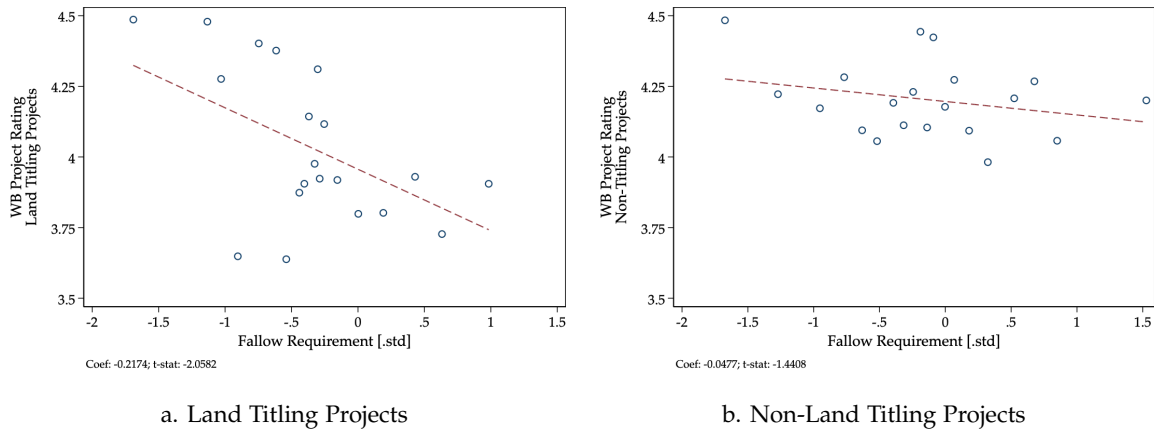 4.5
4.25
4
3.75
3.5
WB Project Rating
Land Titling Projects
-2 -1.5 -1 -.5 0 .5 1 1.5
Fallow Requirement [.std]
Coef: -0.2174; t-stat: -2.0582
a. Land Titling Projects
4.5
4.25
4
3.75
3.5
WB Project Rating
Non-Titling Projects
-2 -1.5 -1 -.5 0 .5 1 1.5
Fallow Requirement [.std]
Coef: -0.0477; t-stat: -1.4408
b. Non-Land Titling Projects